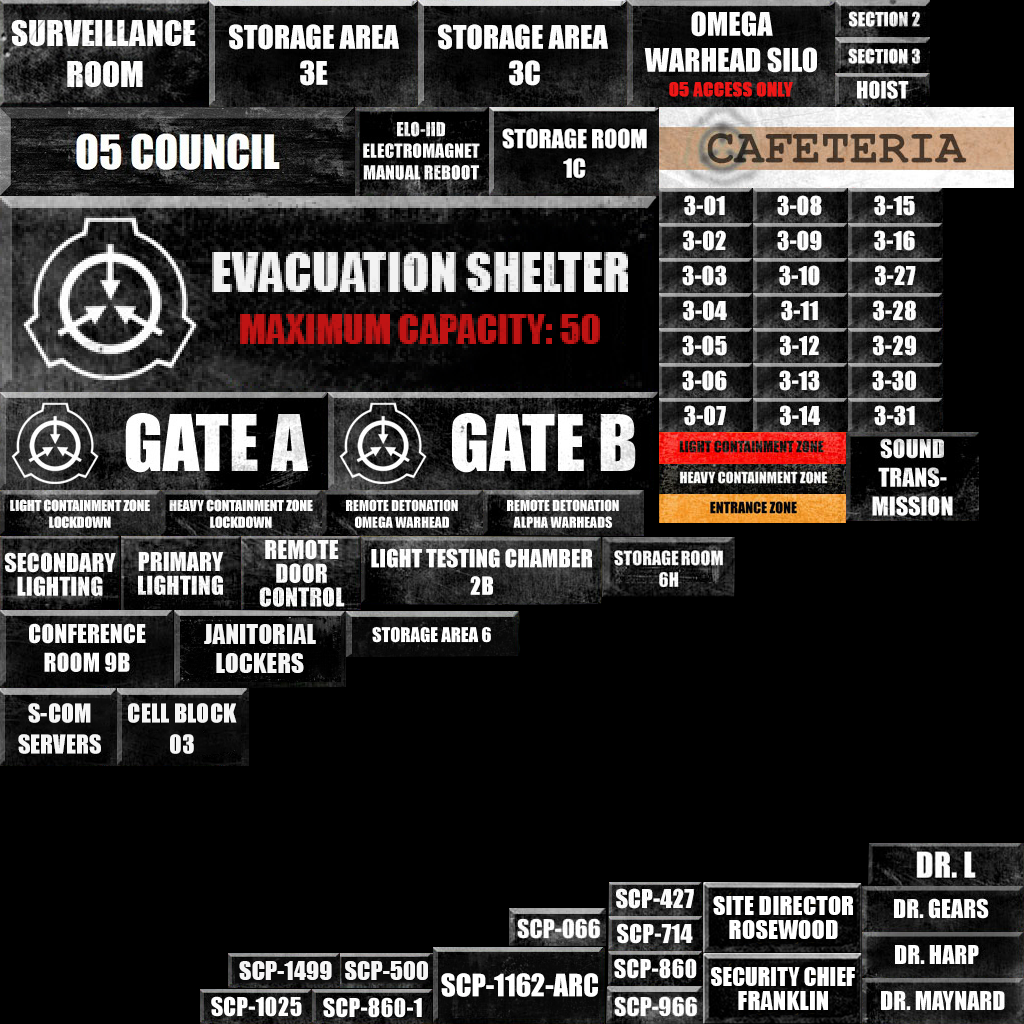 SURVEILLANCE
ROOM
STORAGE AREA
3E
STORAGE AREA
3C
OMEGA
WARHEAD SILO
05 ACCESS ONLY
SECTION 2
SECTION 3
HOIST
05 COUNCIL
ELO-IID
ELECTROMAGNET
MANUAL REBOOT
STORAGE ROOM
1C
CAFETERIA
EVACUATION SHELTER
MAXIMUM CAPACITY: 50
3-01
3-08
3-15
3-02
3-09
3-16
3-03
3-10
3-27
3-04
3-11
3-28
3-05
3-12
3-29
3-06
3-13
3-30
3-07
3-14
3-31
GATE A
GATE B
LIGHT CONTAINMENT ZONE
HEAVY CONTAINMENT ZONE
ENTRANCE ZONE
SOUND
TRANS-
MISSION
LIGHT CONTAINMENT ZONE
LOCKDOWN
HEAVY CONTAINMENT ZONE
LOCKDOWN
REMOTE DETONATION
OMEGA WARHEAD
REMOTE DETONATION
ALPHA WARHEADS
SECONDARY
LIGHTING
PRIMARY
LIGHTING
REMOTE
DOOR
CONTROL
LIGHT TESTING CHAMBER
2B
STORAGE ROOM
6H
CONFERENCE
ROOM 9B
JANITORIAL
LOCKERS
STORAGE AREA 6
S-COM
SERVERS
CELL BLOCK
03
DR. L
SCP-427
SITE DIRECTOR
ROSEWOOD
DR. GEARS
SCP-066
SCP-714
DR. HARP
SCP-1499
SCP-500
SCP-1162-ARC
SCP-860
SECURITY CHIEF
FRANKLIN
SCP-1025
SCP-860-1
SCP-966
DR. MAYNARD